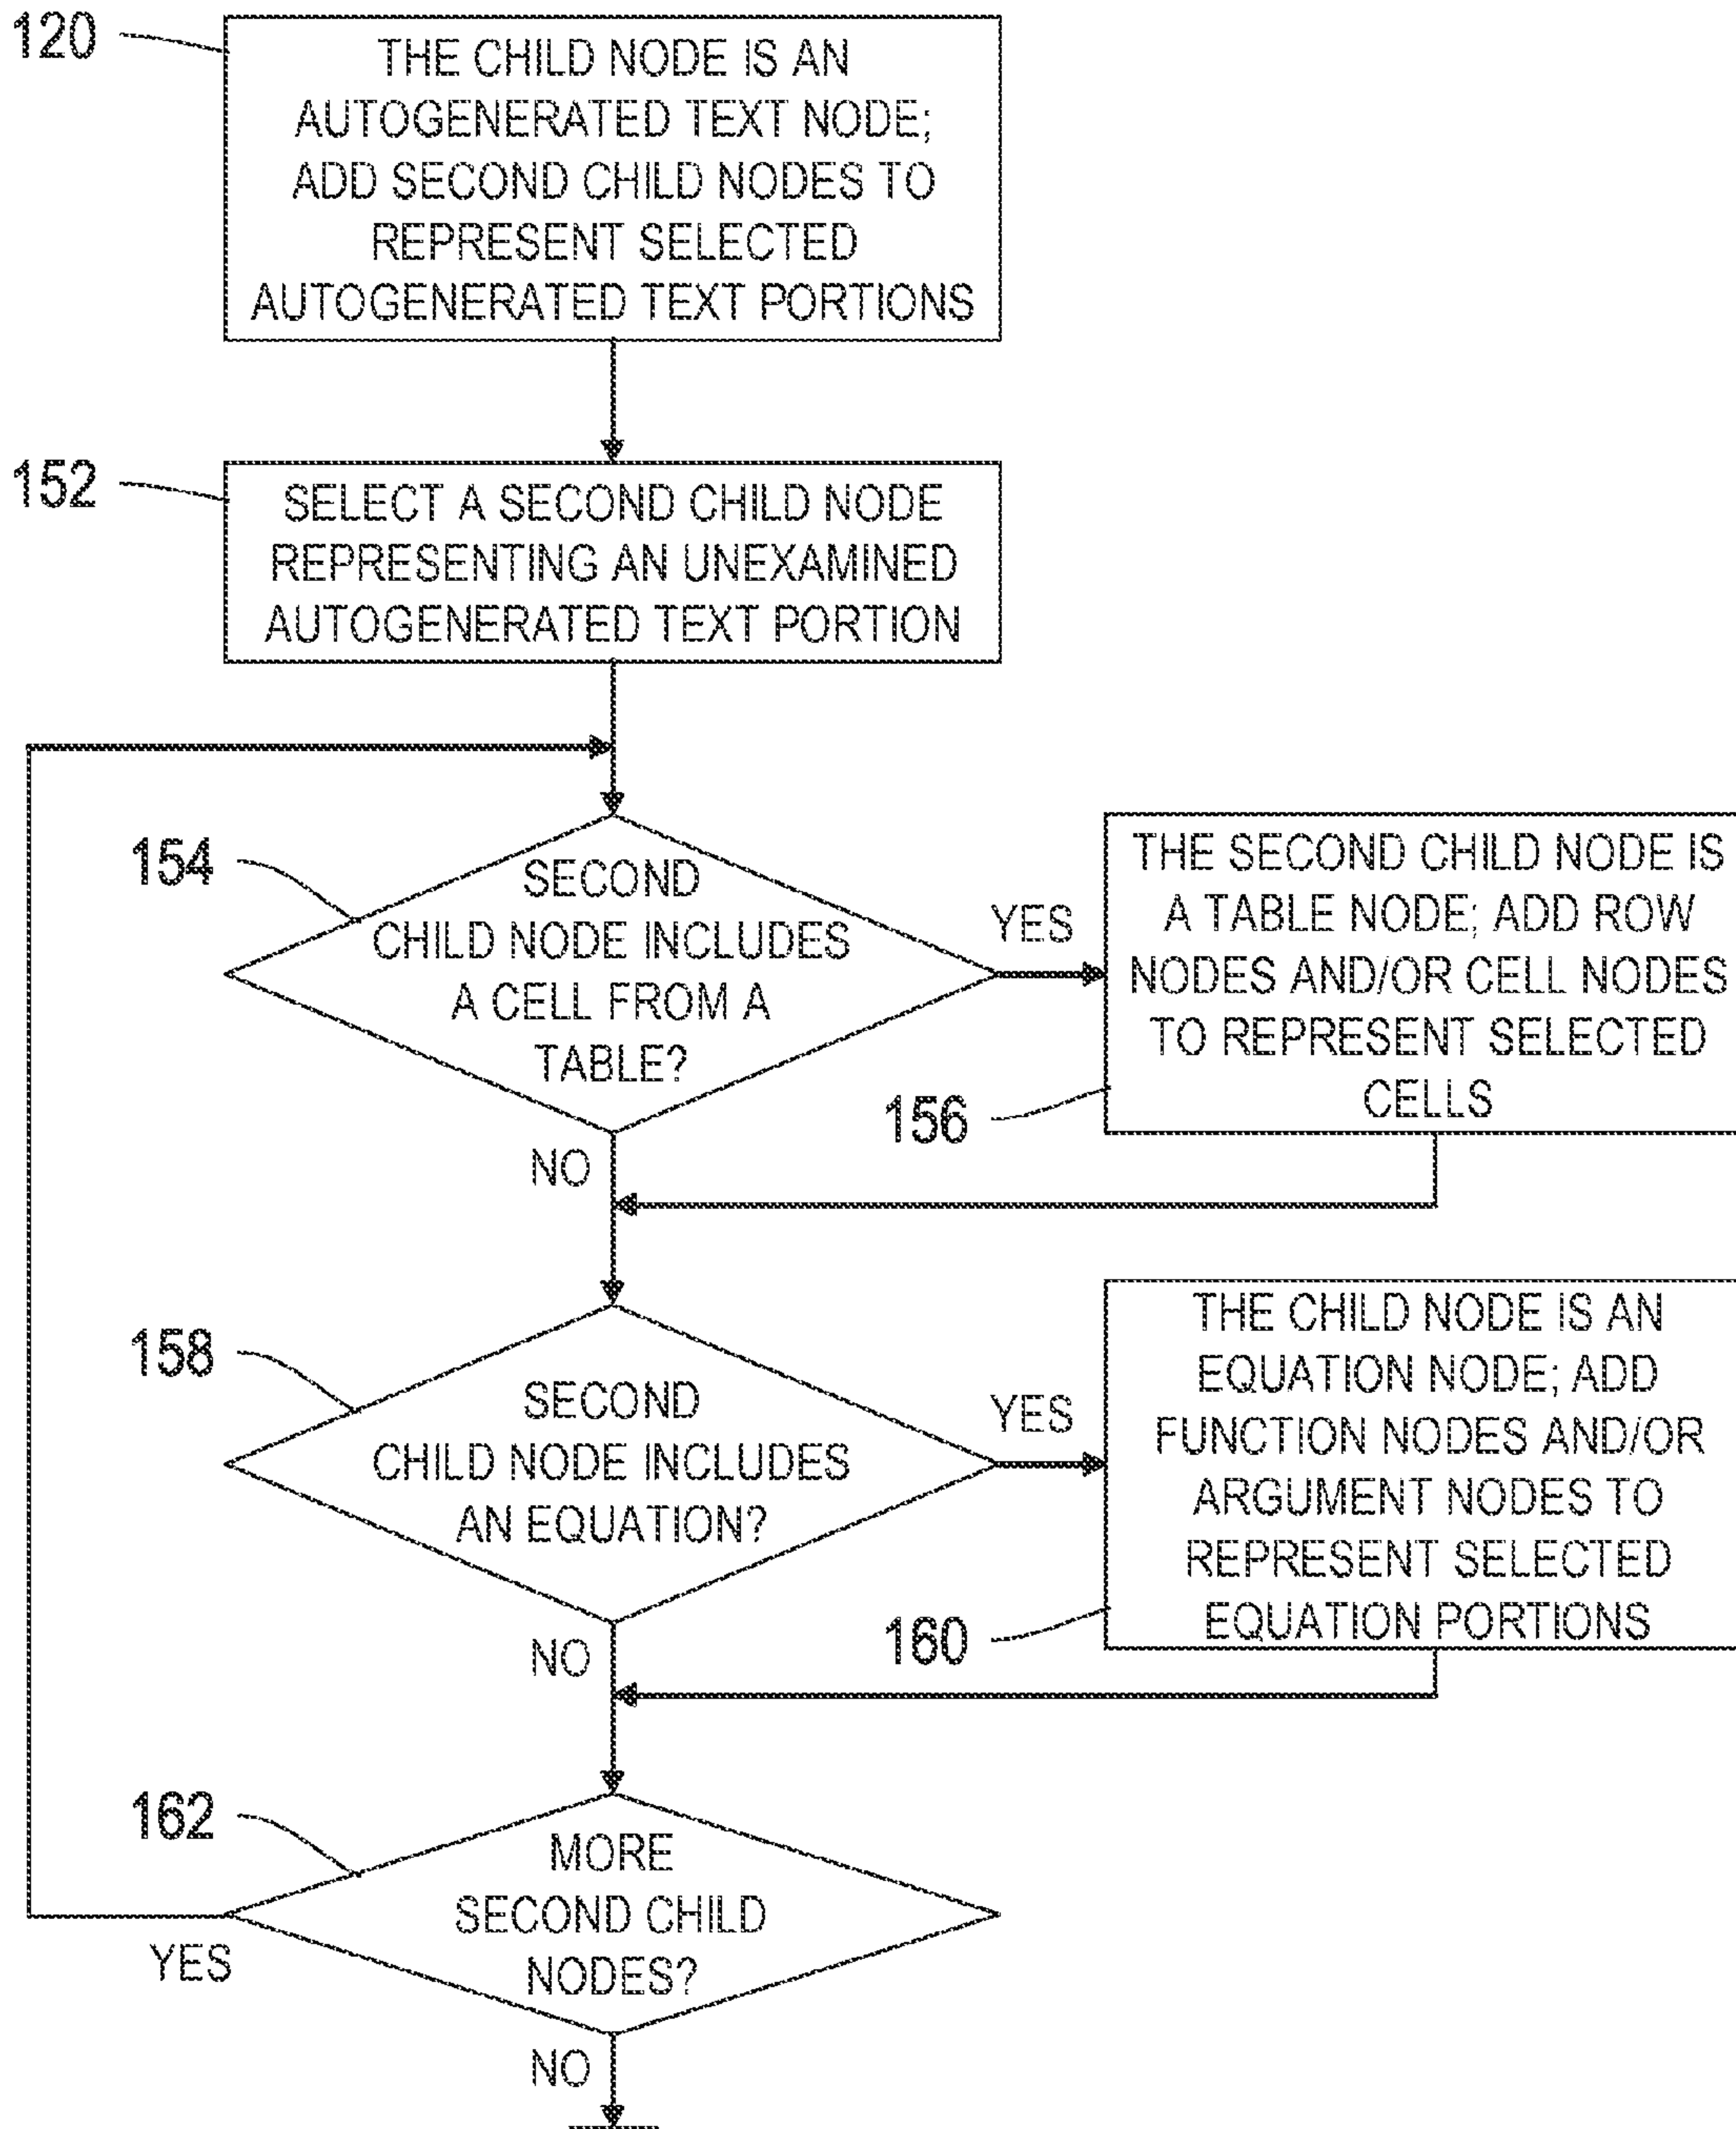 120
THE CHILD NODE IS AN
AUTOGENERATED TEXT NODE;
ADD SECOND CHILD NODES TO
REPRESENT SELECTED
AUTOGENERATED TEXT PORTIONS
152
SELECT A SECOND CHILD NODE
REPRESENTING AN UNEXAMINED
AUTOGENERATED TEXT PORTION
154
SECOND
CHILD NODE INCLUDES
A CELL FROM A
TABLE?
YES
NO
THE SECOND CHILD NODE IS
A TABLE NODE; ADD ROW
NODES AND/OR CELL NODES
TO REPRESENT SELECTED
CELLS
156
158
SECOND
CHILD NODE INCLUDES
AN EQUATION?
YES
NO
THE CHILD NODE IS AN
EQUATION NODE; ADD
FUNCTION NODES AND/OR
ARGUMENT NODES TO
REPRESENT SELECTED
EQUATION PORTIONS
160
162
MORE
SECOND CHILD
NODES?
YES
NO